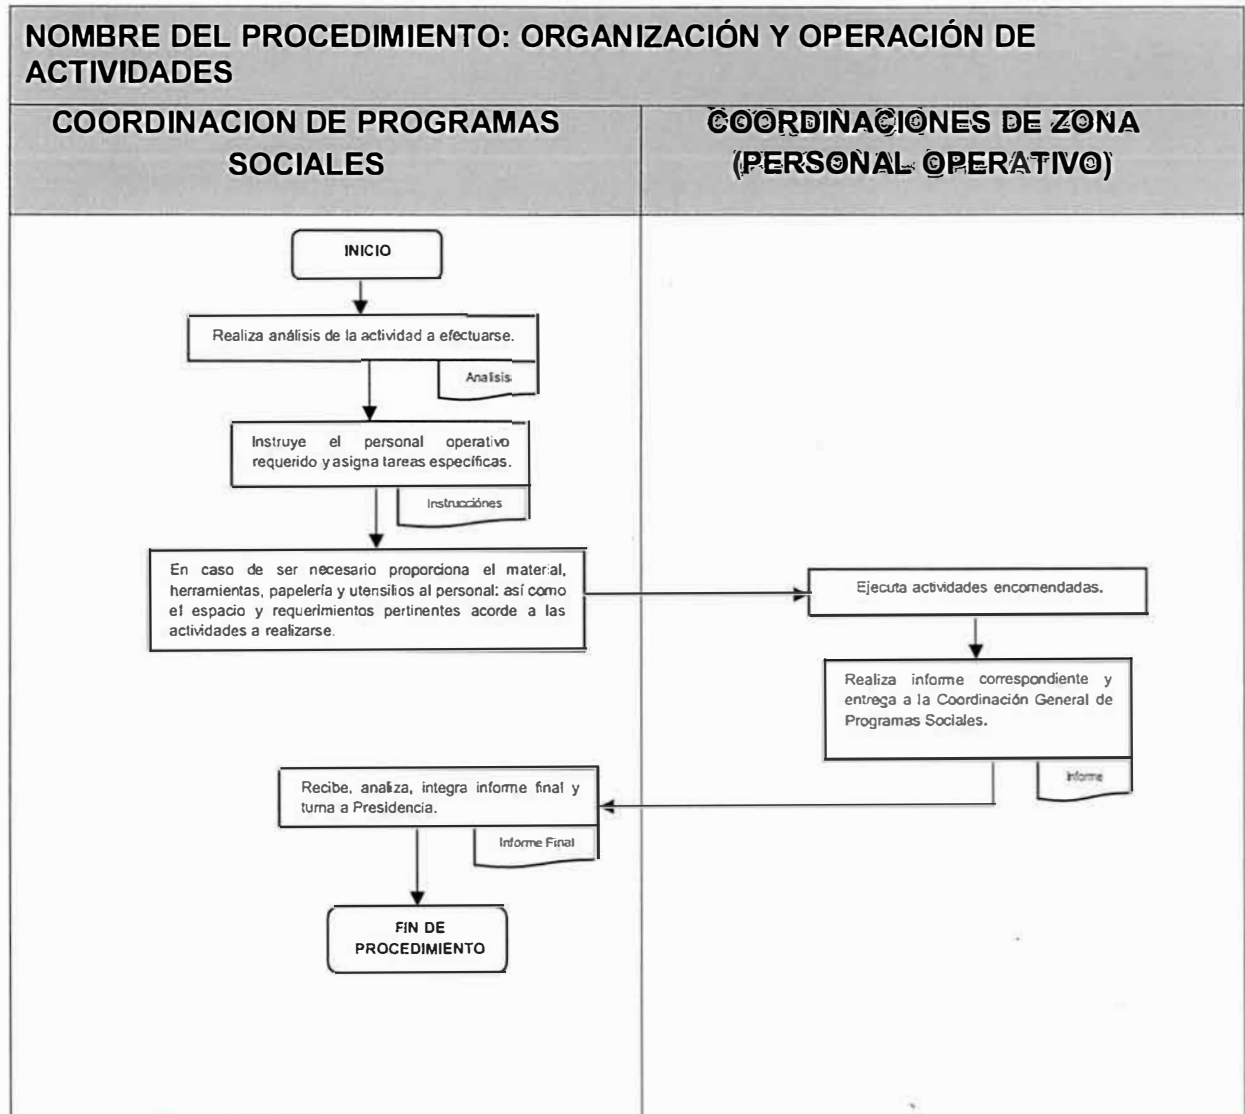 NOMBRE DEL PROCEDIMIENTO: ORGANIZACIÓN Y OPERACIÓN DE
ACTIVIDADES
COORDINACION DE PROGRAMAS
SOCIALES
COORDINACIONES DE ZONA
(PERSONAL OPERATIVO)
INICIO
Realiza análisis de la actividad a efectuarse.
Analisis
Instruye el personal operativo
requerido y asigna tareas específicas.
Instrucciónes
En caso de ser necesario proporciona el material,
herramientas, papelería y utensilios al personal: así como
el espacio y requerimientos pertinentes acorde a las
actividades a realizarse.
Ejecuta actividades encomendadas.
Realiza informe correspondiente y
entrega a la Coordinación General de
Programas Sociales.
Informe
Recibe, analiza, integra informe final y
turna a Presidencia.
Informe Final
FIN DE
PROCEDIMIENTO